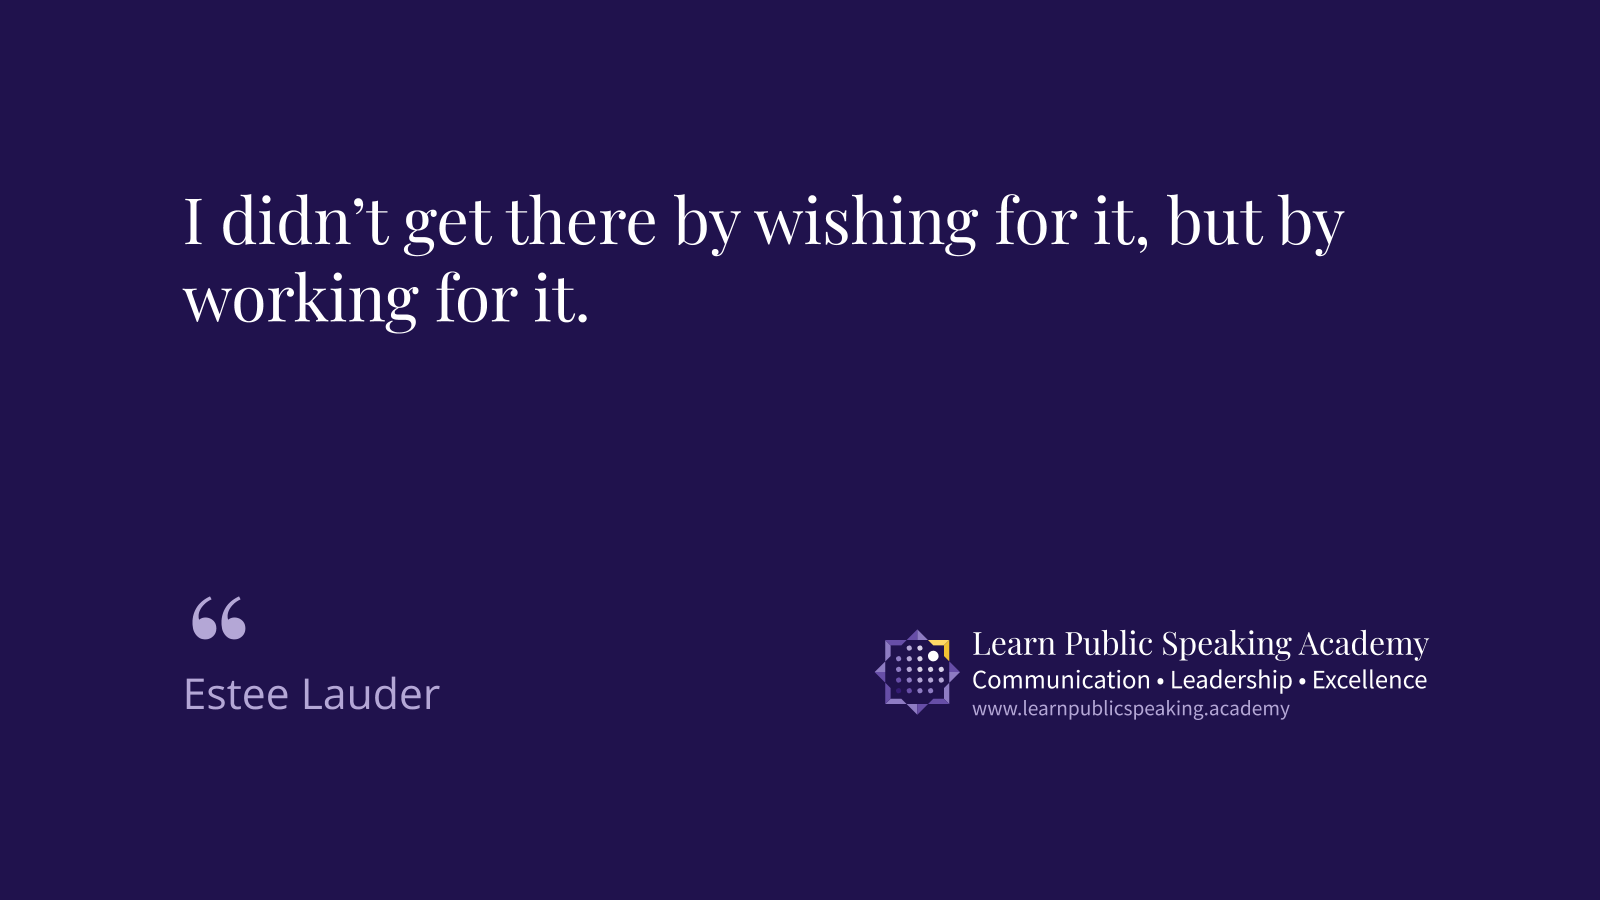 I didn’t get there by wishing for it, but by
working for it.
“
Estee Lauder
Learn Public Speaking Academy
Communication • Leadership • Excellence
www.learnpublicspeaking.academy